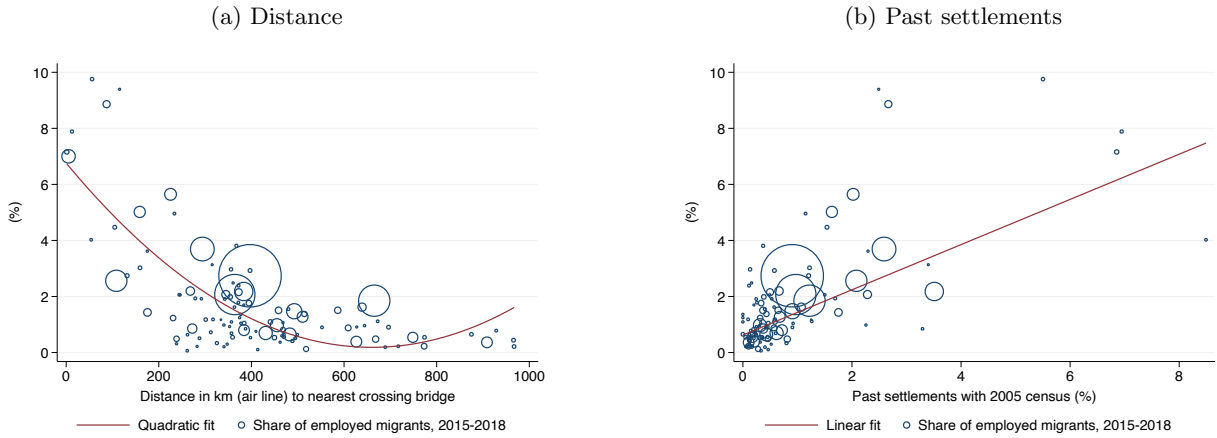 (a) Distance
(%)
10
8
6
4
2
0
0 200 400 600 800 1000
Distance in km (air line) to nearest crossing bridge
Quadratic fit Share of employed migrants, 2015-2018
(b) Past settlements
(%)
10
8
6
4
2
0
0 2 4 6 8
Past settlements with 2005 census (%)
Linear fit Share of employed migrants, 2015-2018